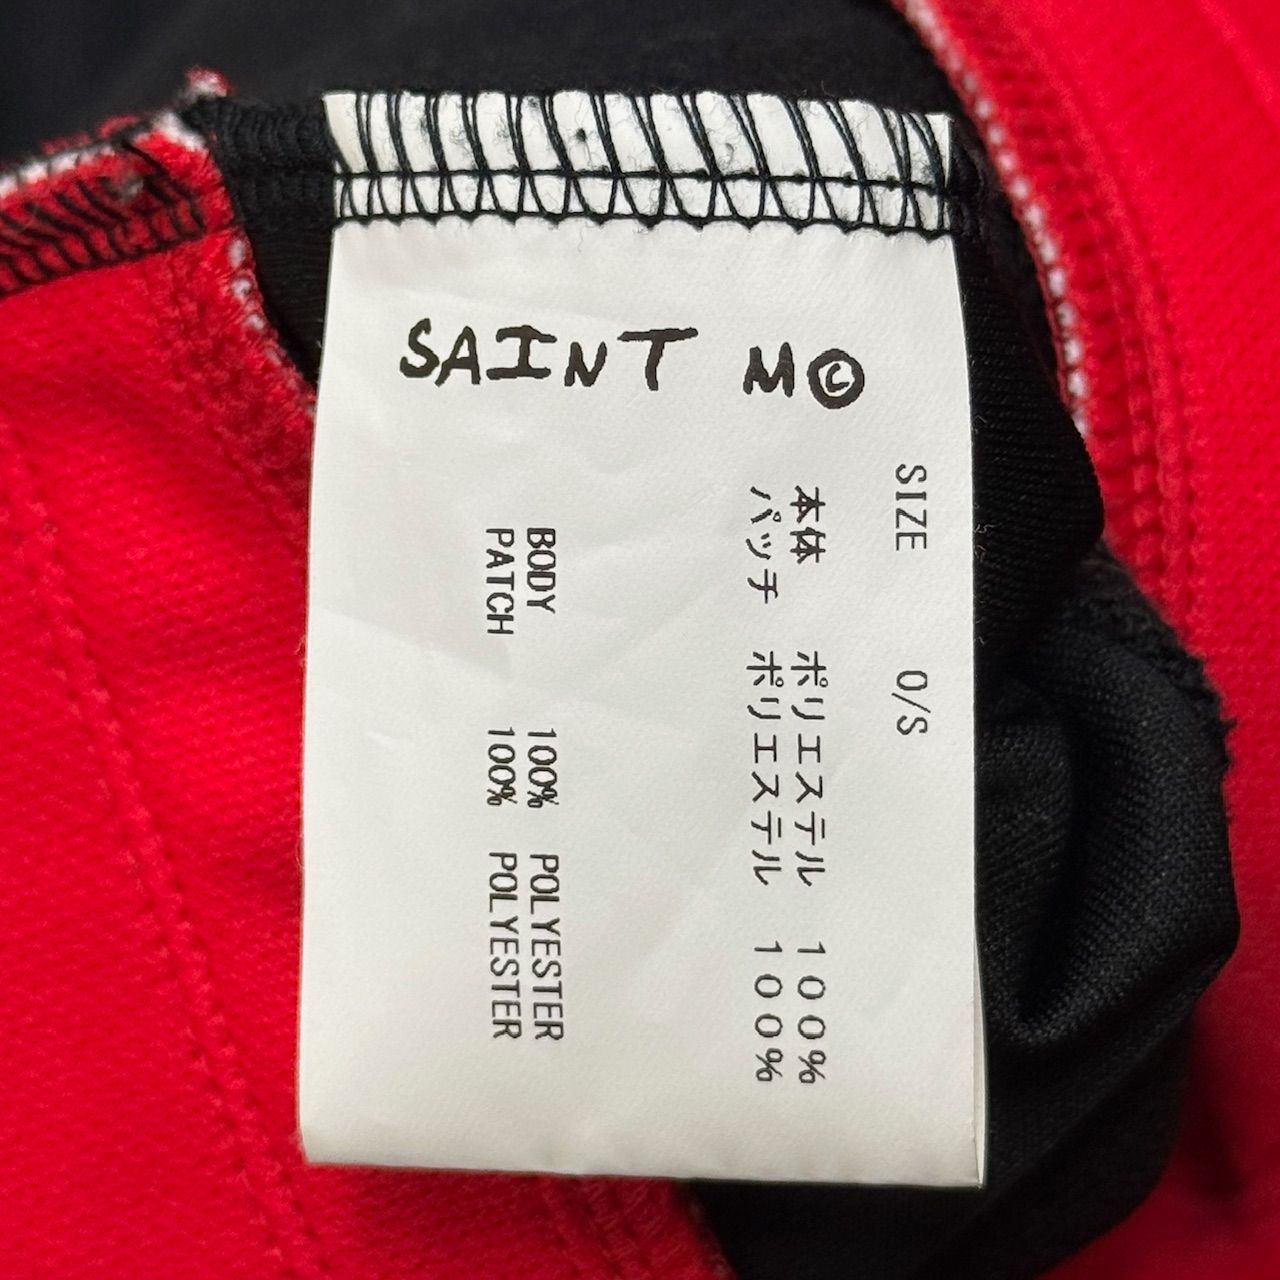 SAINT M©
SIZE O/S
本体 ポリエステル 100%
パッチ ポリエステル 100%
BODY 100% POLYESTER
PATCH 100% POLYESTER